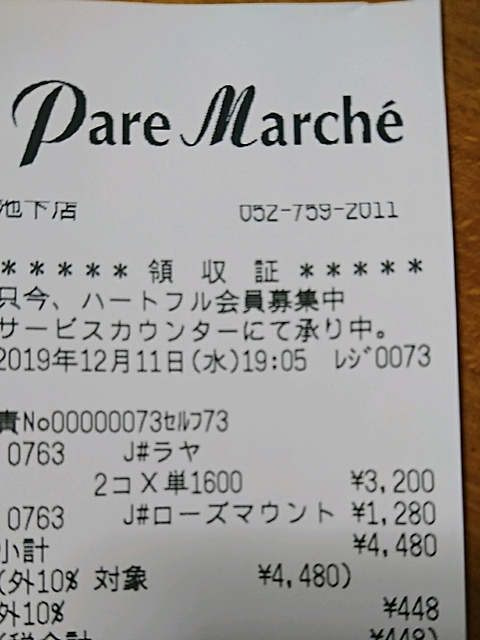 Pare Marché
池下店 052-759-2011
***** 領 収 証 *****
只今、ハートフル会員募集中
サービスカウンターにて承り中。
2019年12月11日(水)19:05 ﾚｼﾞ0073
責No00000073ｾﾙﾌ73
0763 J#ラヤ
2コX単1600 ¥3,200
0763 J#ローズマウント ¥1,280
小計 ¥4,480
(外10% 対象 ¥4,480)
外10% ¥448
(税合計 ¥448)